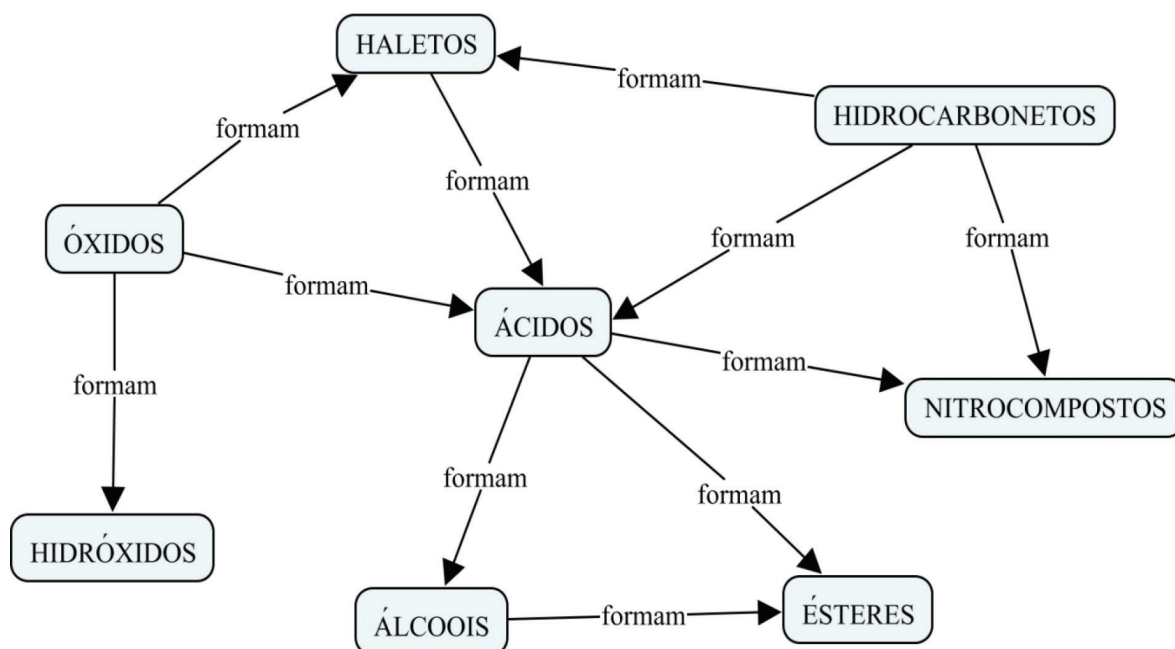 HALETOS
formam
HIDROCARBONETOS
formam
formam
ÓXIDOS
formam
formam
formam
ÁCIDOS
formam
formam
NITROCOMPOSTOS
formam
formam
HIDRÓXIDOS
ÁLCOOIS
formam
ÉSTERES